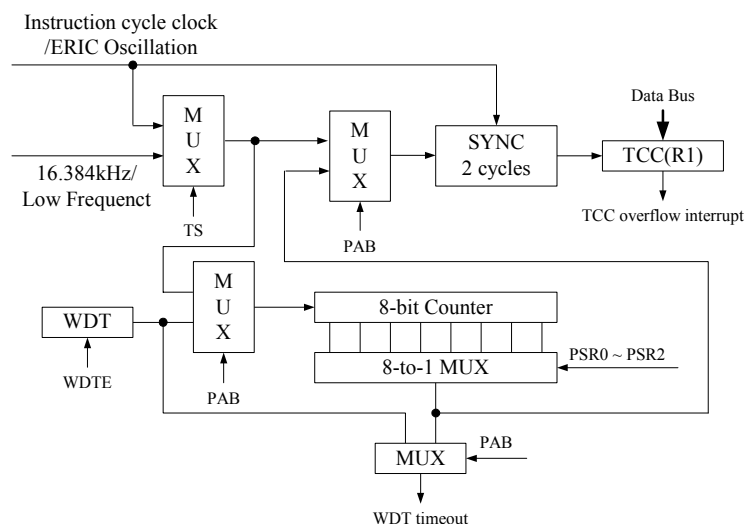 Instruction cycle clock
/ERIC Oscillation
16.384kHz/
Low Frequenct
M
U
X
TS
M
U
X
PAB
SYNC
2 cycles
Data Bus
TCC(R1)
TCC overflow interrupt
WDT
WDTE
M
U
X
PAB
8-bit Counter
8-to-1 MUX
PSR0 ~ PSR2
MUX
PAB
WDT timeout